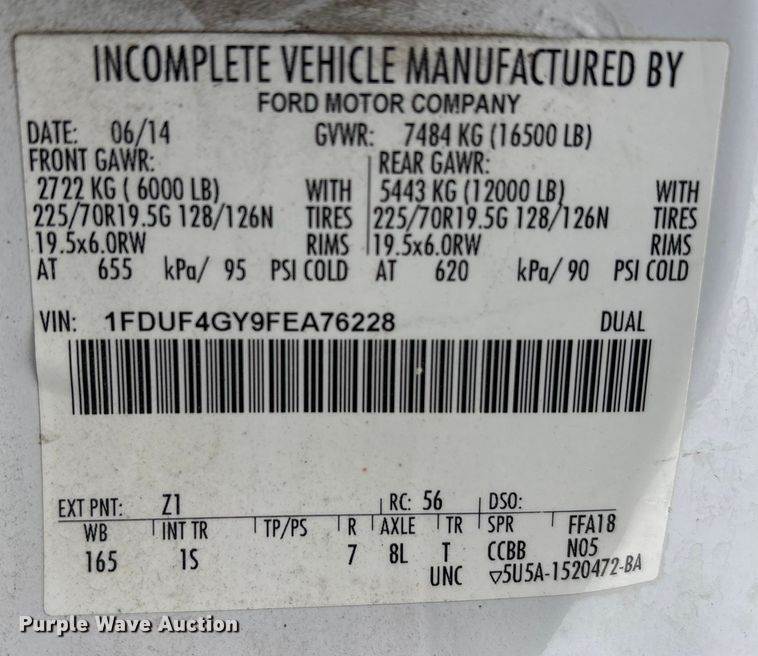 INCOMPLETE VEHICLE MANUFACTURED BY
FORD MOTOR COMPANY
DATE: 06/14 GVWR: 7484 KG (16500 LB)
FRONT GAWR: REAR GAWR:
2722 KG ( 6000 LB) WITH 5443 KG (12000 LB) WITH
225/70R19.5G 128/126N TIRES 225/70R19.5G 128/126N TIRES
19.5x6.0RW RIMS 19.5x6.0RW RIMS
AT 655 kPa/ 95 PSI COLD AT 620 kPa/ 90 PSI COLD
VIN: 1FDUF4GY9FEA76228 DUAL
EXT PNT: Z1 RC: 56 DSO:
WB INT TR TP/PS R AXLE TR SPR FFA18
165 1S 7 8L T CCBB N05
UNC ▽5U5A-1520472-BA
Purple Wave Auction